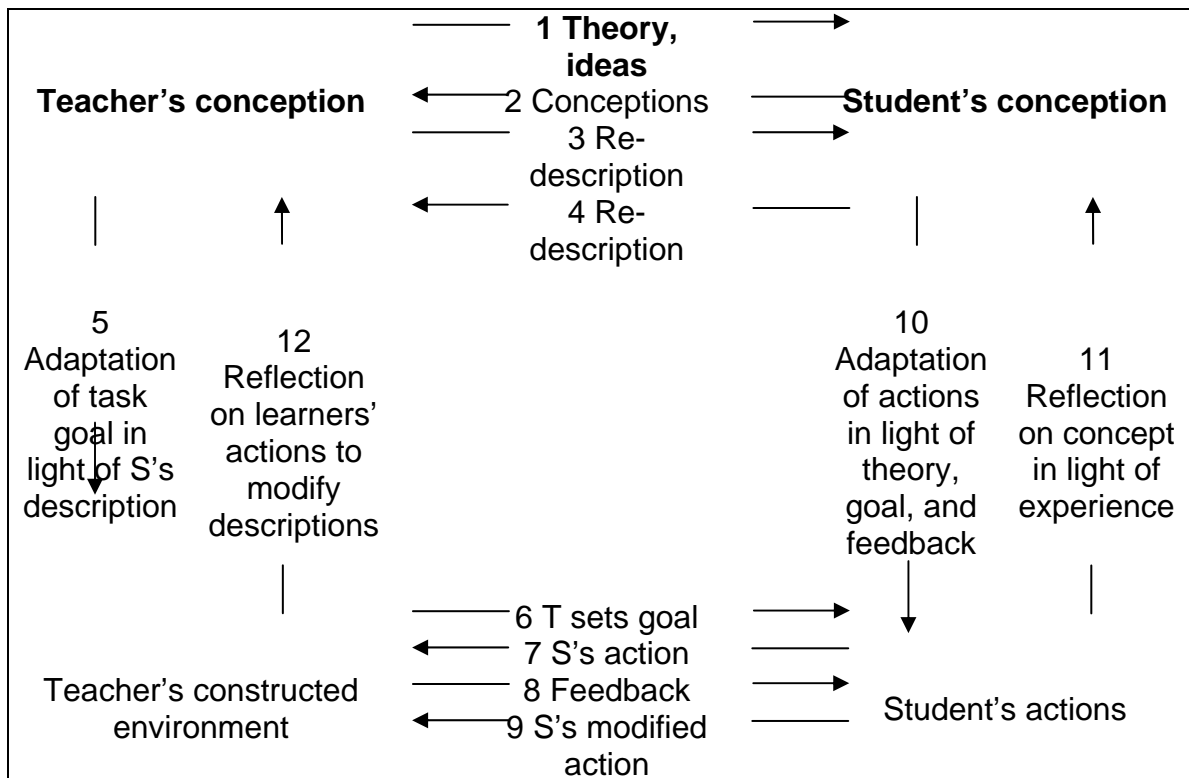 1 Theory,
ideas
Teacher's conception
2 Conceptions
Student's conception
3 Re-
description
4 Re-
description
5
Adaptation
of task
goal in
light of S's
description
12
Reflection
on learners'
actions to
modify
descriptions
10
Adaptation
of actions
in light of
theory,
goal, and
feedback
11
Reflection
on concept
in light of
experience
6 T sets goal
7 S's action
8 Feedback
9 S's modified
action
Teacher's constructed
environment
Student's actions